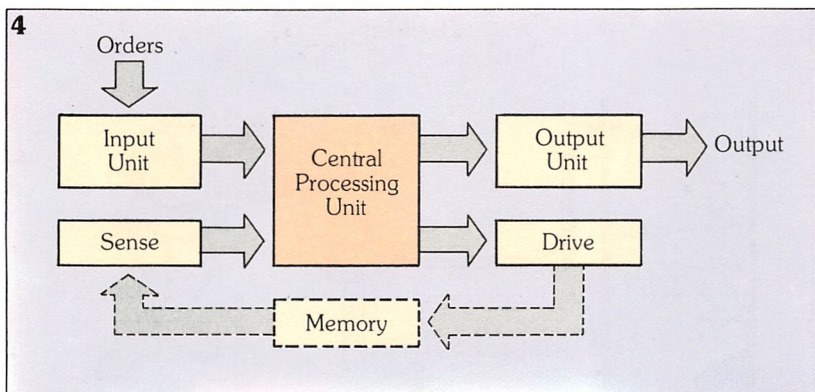 4
Orders
Input
Unit
Central
Processing
Unit
Output
Unit
Output
Sense
Drive
Memory